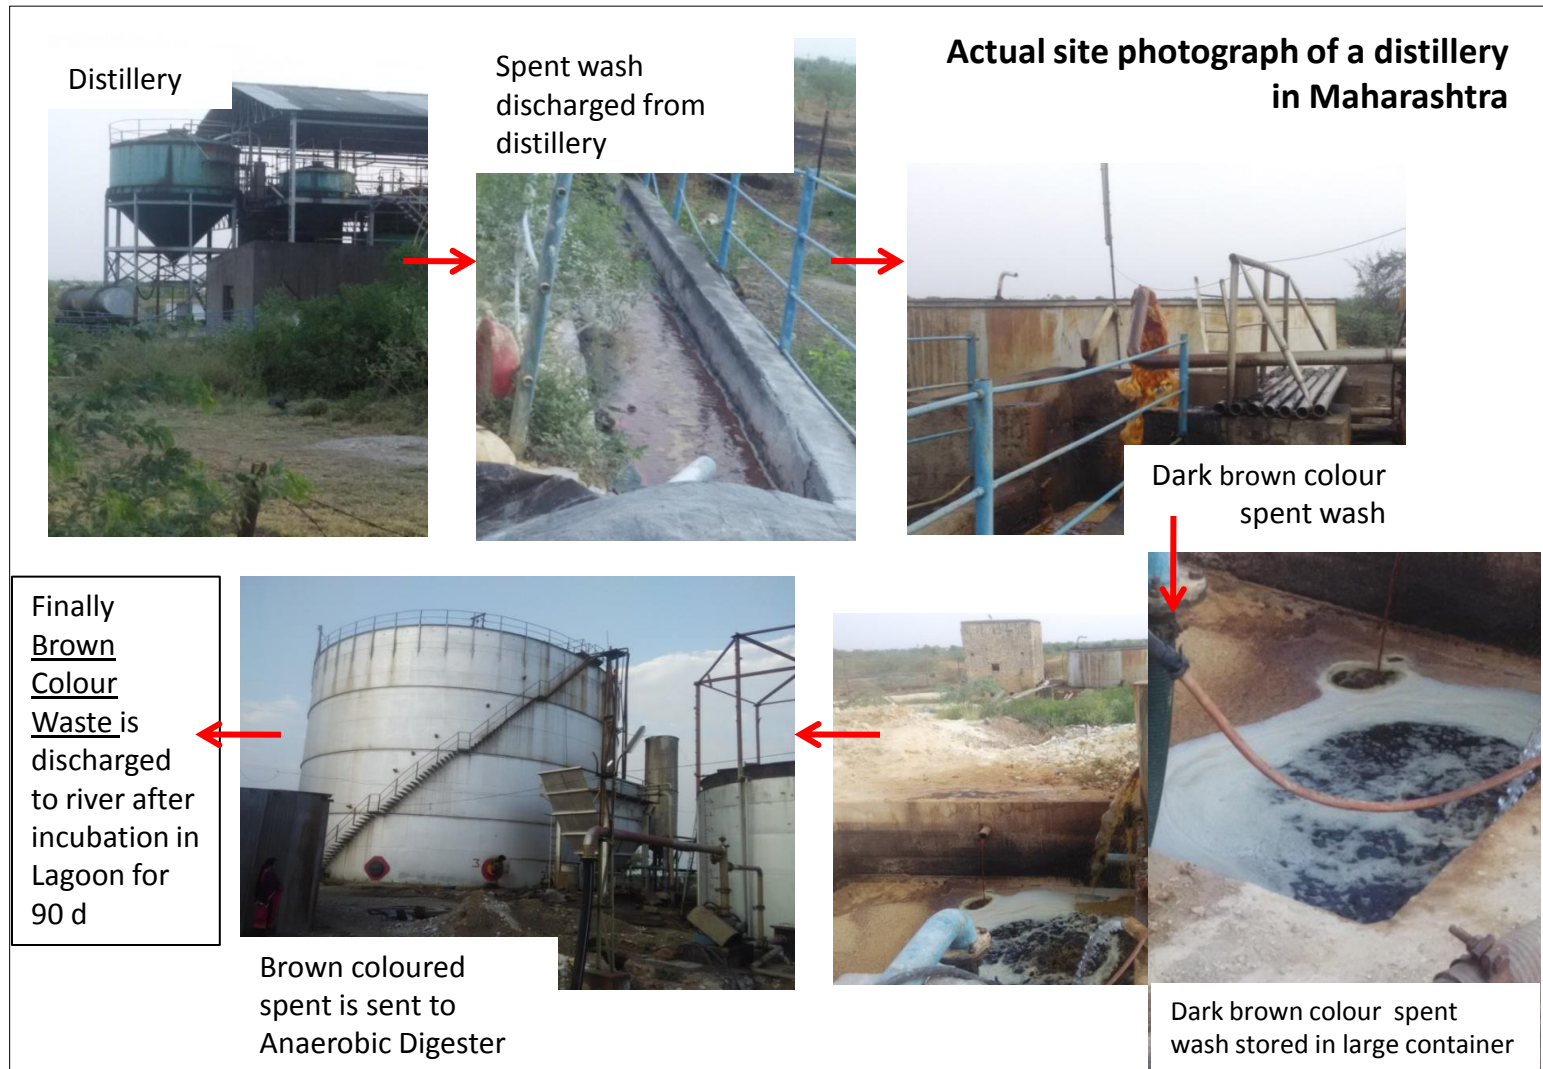 Actual site photograph of a distillery
in Maharashtra
Distillery
Spent wash
discharged from
distillery
Dark brown colour
spent wash
Dark brown colour  spent
wash stored in large container
Brown coloured
spent is sent to
Anaerobic Digester
3
Finally
Brown
Colour
Waste is
discharged
to river after
incubation in
Lagoon for
90 d